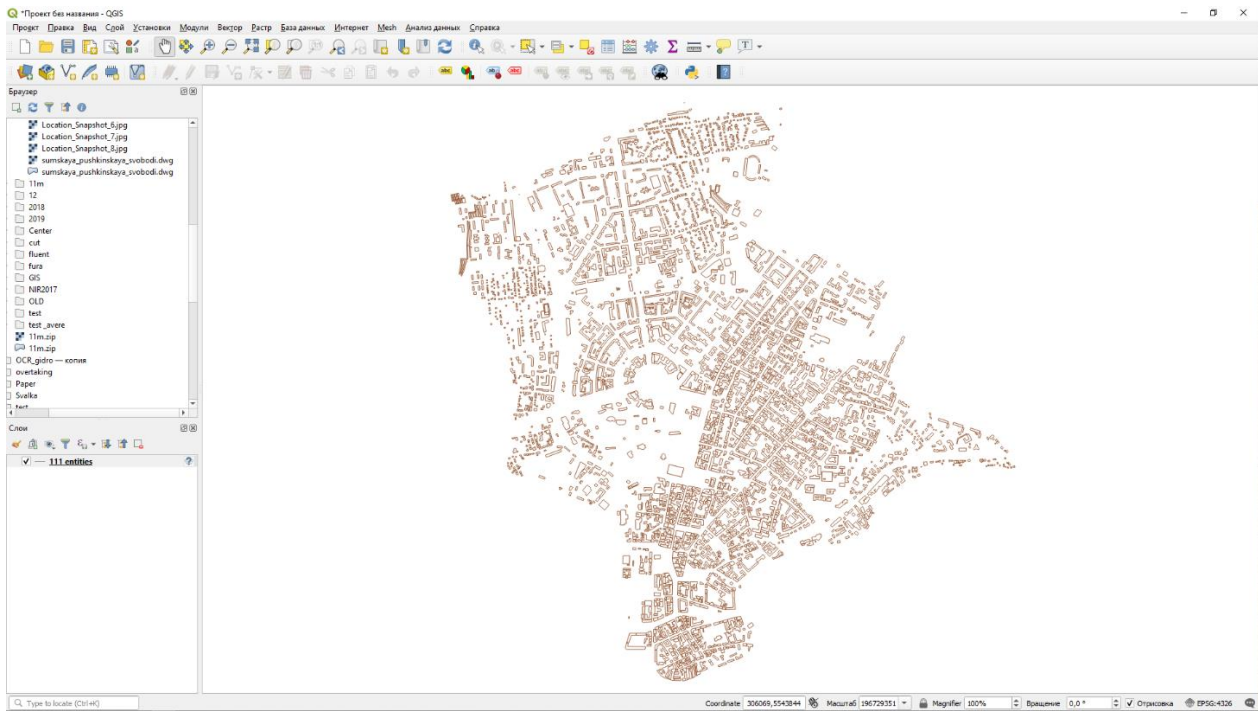 *Проект без названия - QGIS
Проект Правка Вид Слой Установки Модули Вектор Растр База данных Интернет Mesh Анализ данных Справка
Браузер
Location_Snapshot_6.jpg
Location_Snapshot_7.jpg
Location_Snapshot_8.jpg
sumskaya_pushkinskaya_svobodi.dwg
sumskaya_pushkinskaya_svobodi.dwg
11m
12
2018
2019
Center
cut
fluent
fura
GIS
NIR2017
OLD
test
test_avere
11m.zip
11m.zip
OCR_gidro — копия
overtaking
Paper
Svalka
test
Слои
111 entities
Type to locate (Ctrl+K)
Coordinate 306069,5543844 Масштаб 196729351 Magnifier 100% Вращение 0,0 ° Отрисовка EPSG:4326